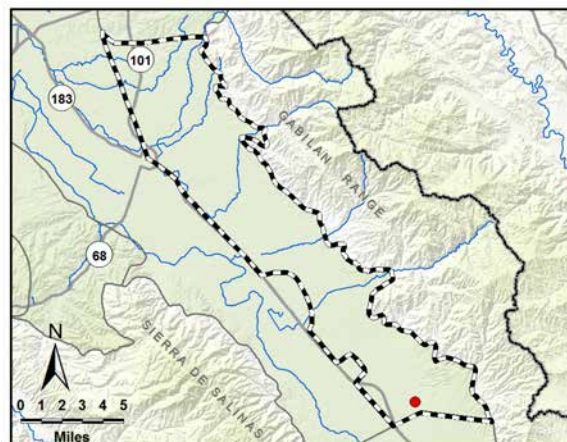 101
183
GABILAN RANGE
68
SIERRA DE SALINAS
N
0 1 2 3 4 5
Miles